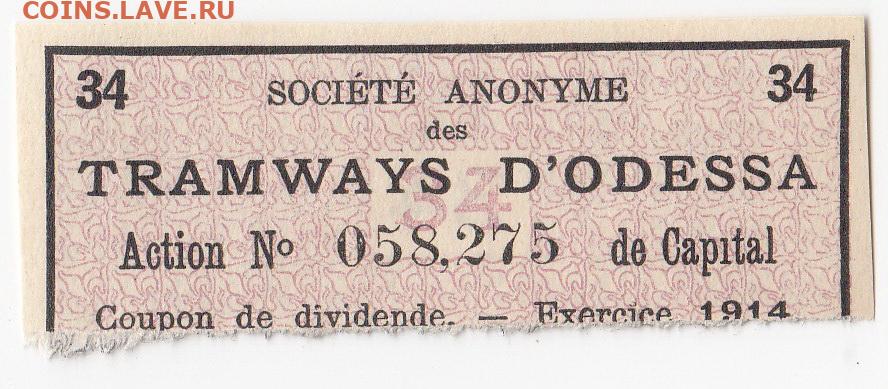 COINS.LAVE.RU
34 SOCIÉTÉ ANONYME 34
des
TRAMWAYS D'ODESSA
34
Action Nº 058,275 de Capital
Coupon de dividende. — Exercice 1914